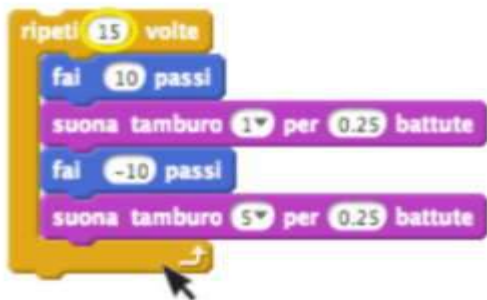 ripeti 15 volte
fai 10 passi
suona tamburo 1 per 0.25 battute
fai -10 passi
suona tamburo 5 per 0.25 battute